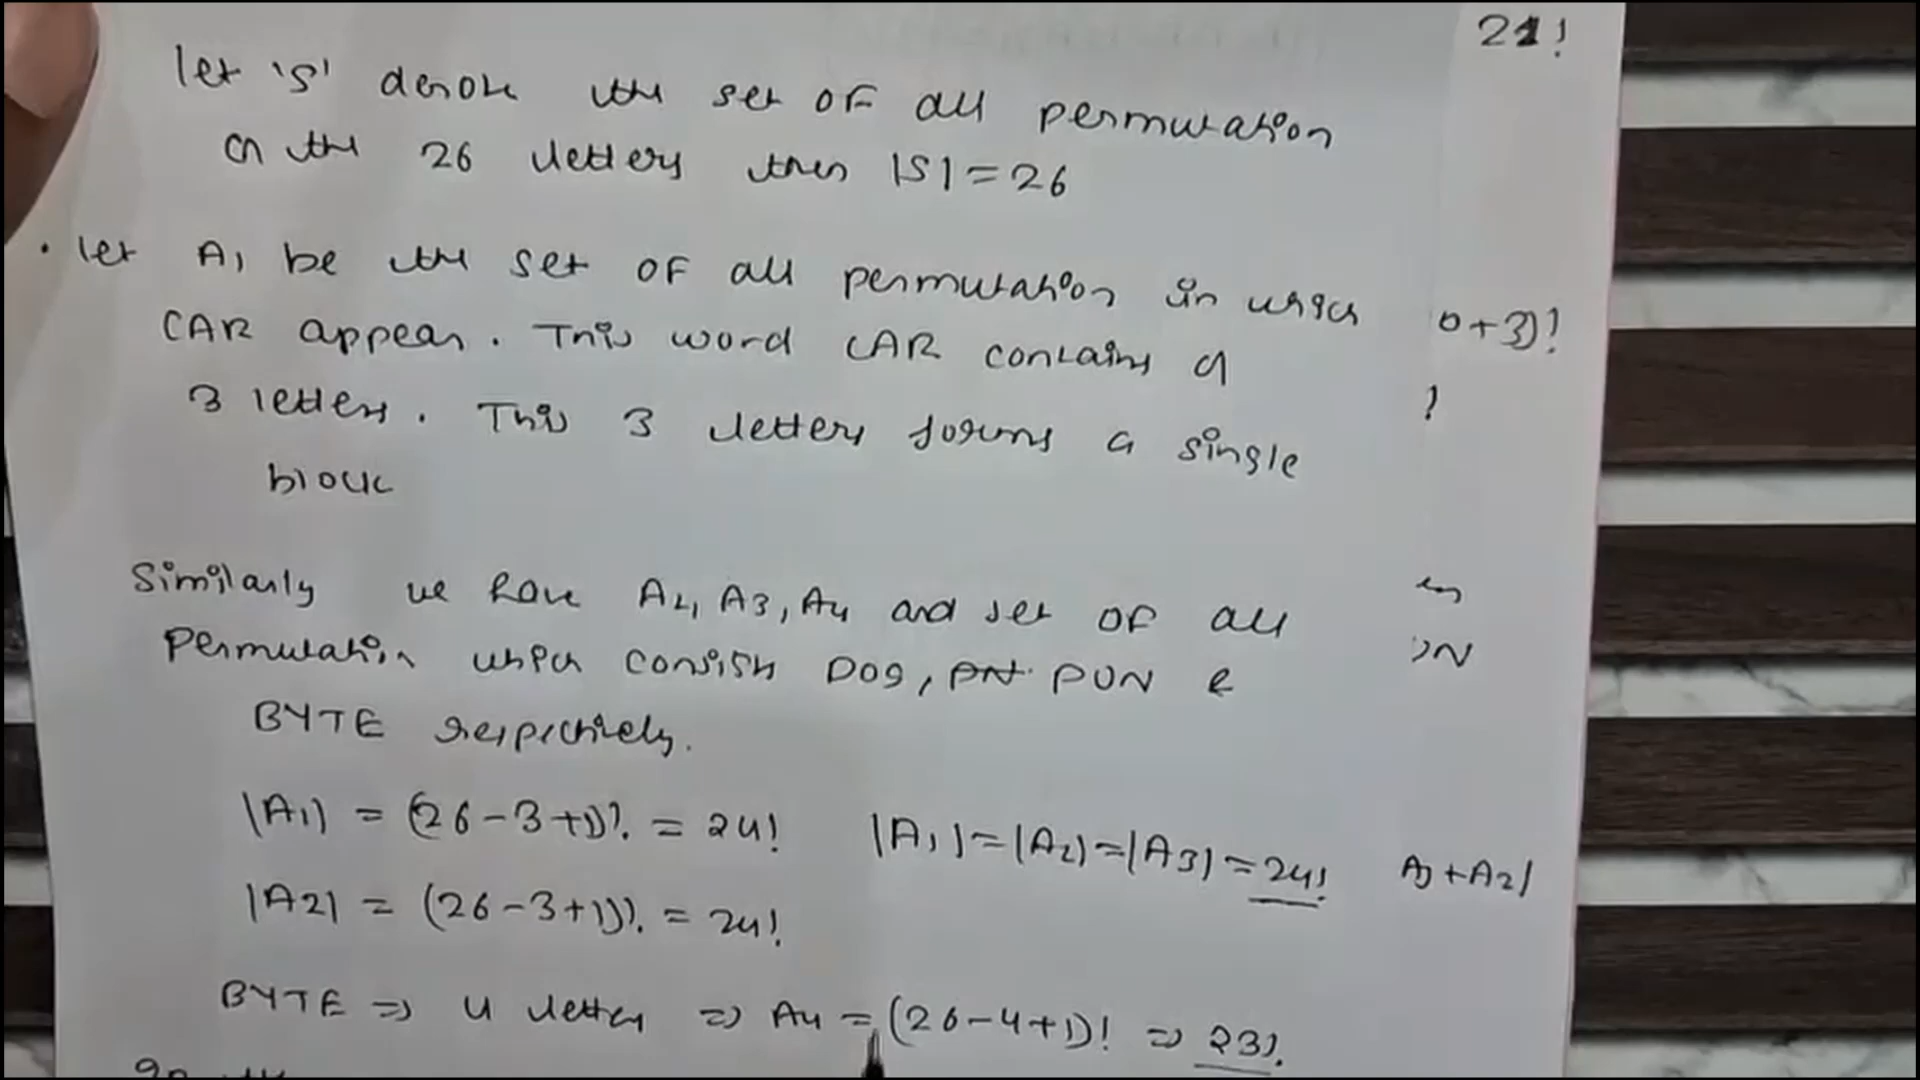 21!
let 'S' denote the set OF all permutation
on the 26 letters then |S| = 26
• let A1 be the set OF all permutation in which
0+3)!
CAR appear. This word CAR contains a
3 letters. This 3 letters forms a single
block
Similarly we have A2, A3, A4 and set OF all
permutation which consists DOG, PUN &
BYTE respectively.
|A1| = (26-3+1)! = 24! |A1| = |A2| = |A3| = 24!
A1+A2|
|A2| = (26-3+1)! = 24!
BYTE => 4 letter => A4 = (26-4+1)! => 23!